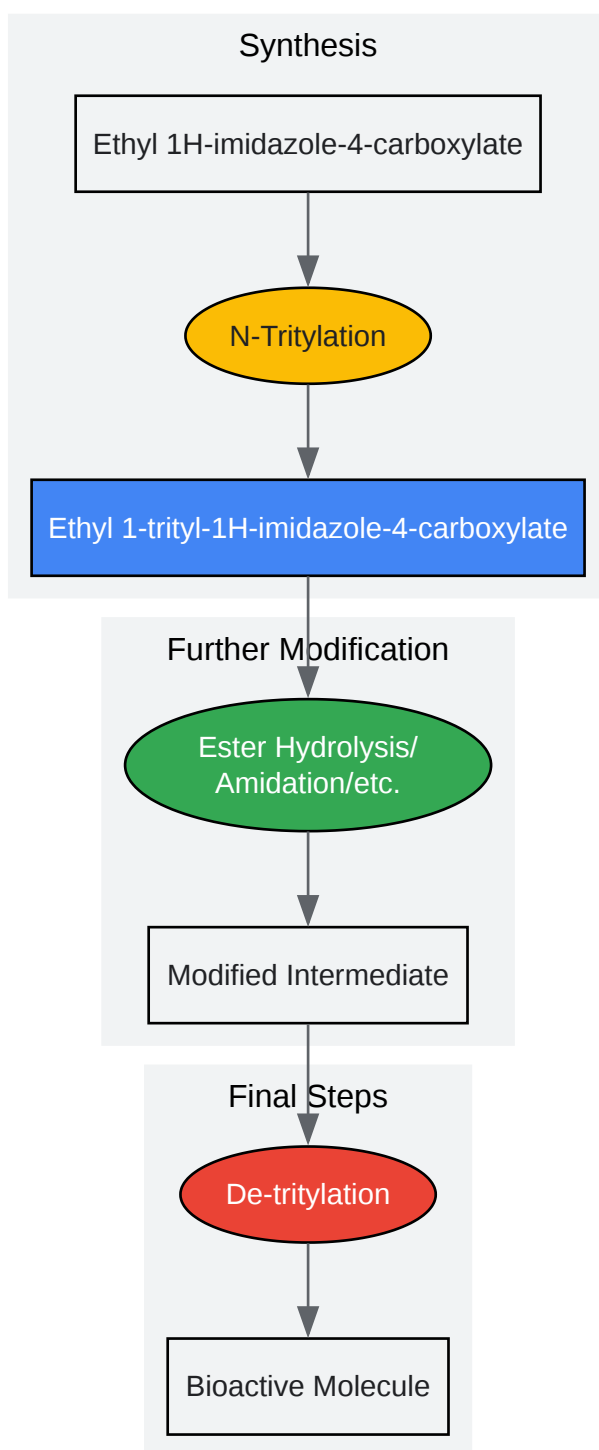 Synthesis
Ethyl 1H-imidazole-4-carboxylate
N-Tritylation
Ethyl 1-trityl-1H-imidazole-4-carboxylate
Further Modification
Ester Hydrolysis/
Amidation/etc.
Modified Intermediate
Final Steps
De-tritylation
Bioactive Molecule